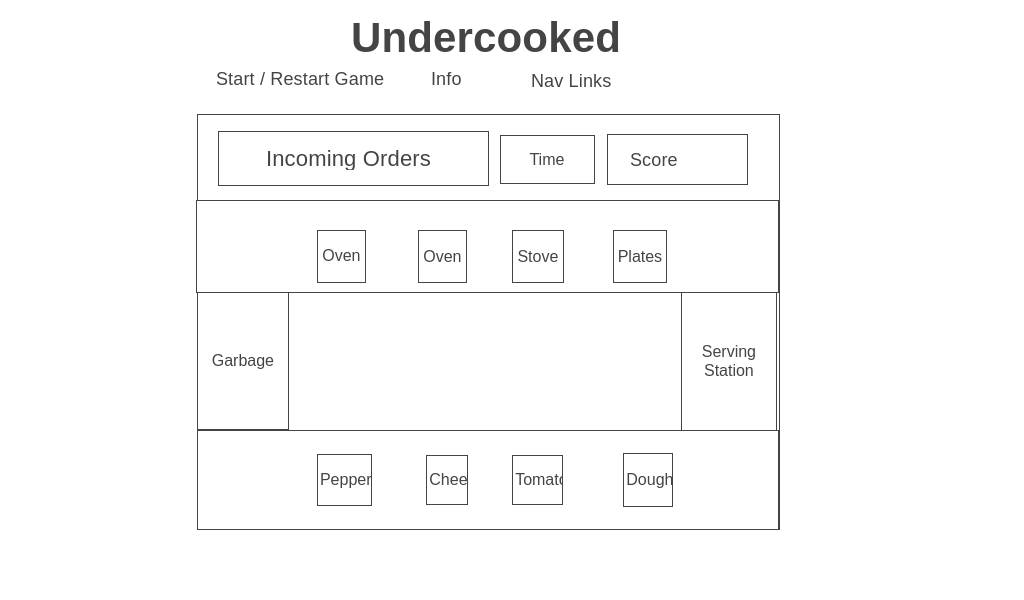 Undercooked
Start / Restart Game Info Nav Links
Incoming Orders Time Score
Oven Oven Stove Plates
Garbage
Serving
Station
Pepper Chee Tomato Dough